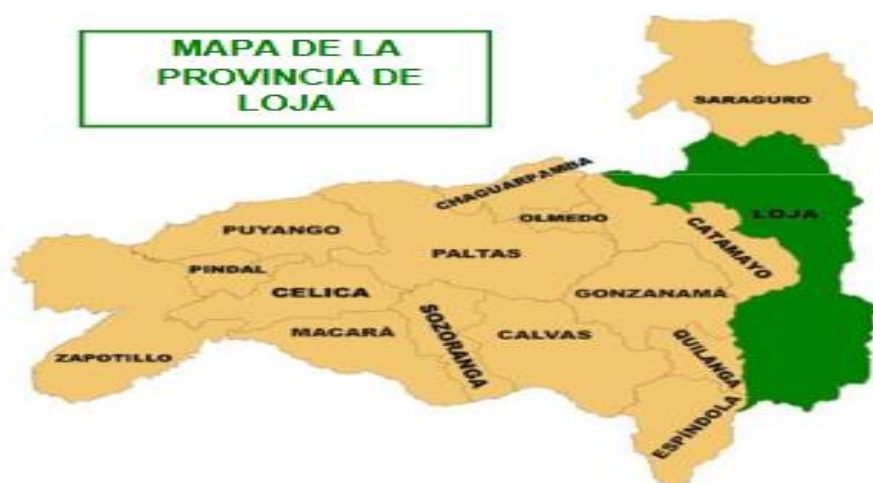 MAPA DE LA
PROVINCIA DE
LOJA
SARAGURO
CHAGUARPAMBA
OLMEDO
LOJA
CATAMAYO
PUYANGO
PALTAS
PINDAL
CELICA
GONZANAMÁ
MACARÁ
SOZORANGA
CALVAS
ZAPOTILLO
QUILANGA
ESPÍNDOLA